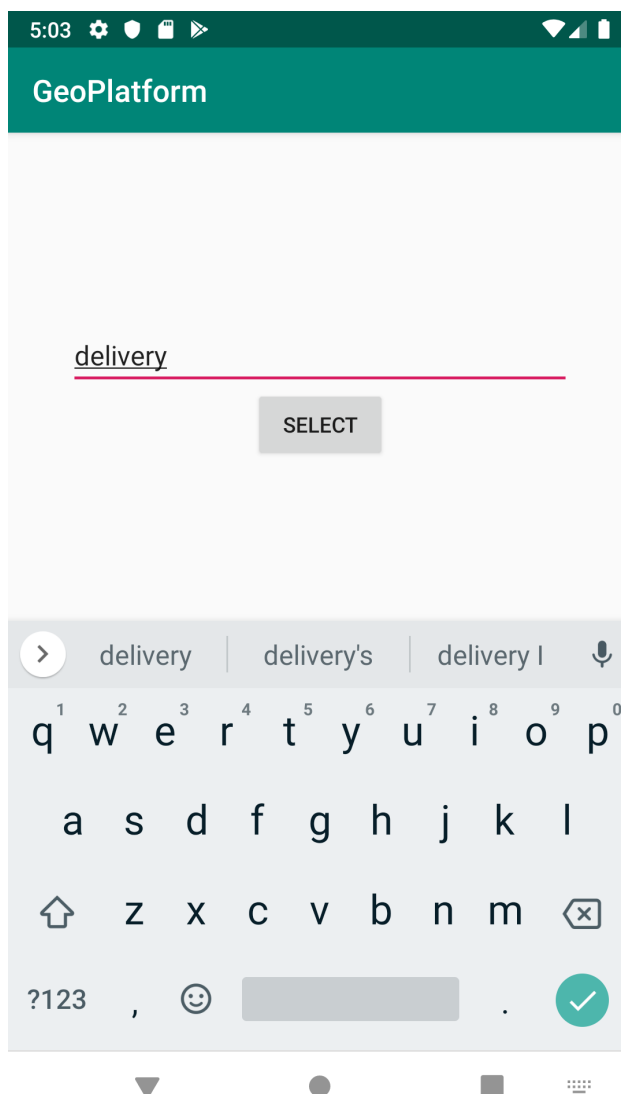 5:03
GeoPlatform
delivery
SELECT
delivery delivery's delivery I
1 2 3 4 5 6 7 8 9 0
q w e r t y u i o p
a s d f g h j k l
z x c v b n m
?123 , .